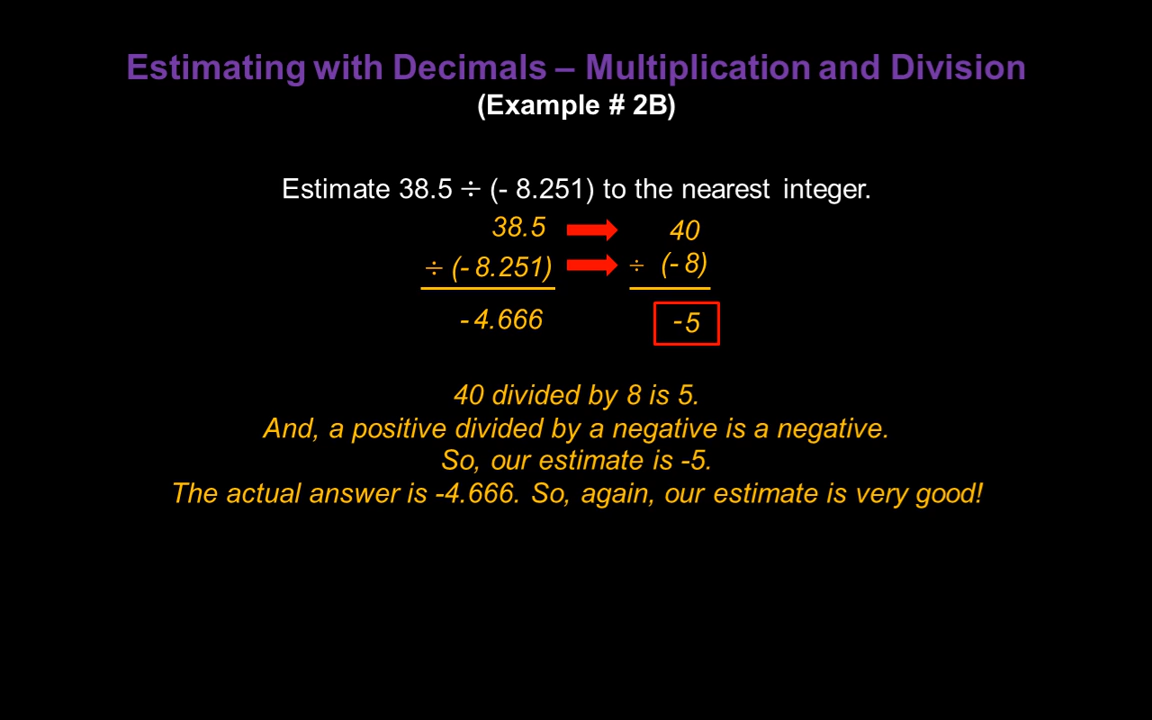 Estimating with Decimals – Multiplication and Division
(Example # 2B)
Estimate 38.5 ÷ (- 8.251) to the nearest integer.
38.5 40
÷ (- 8.251) ÷ (- 8)
- 4.666 - 5
40 divided by 8 is 5.
And, a positive divided by a negative is a negative.
So, our estimate is -5.
The actual answer is -4.666. So, again, our estimate is very good!